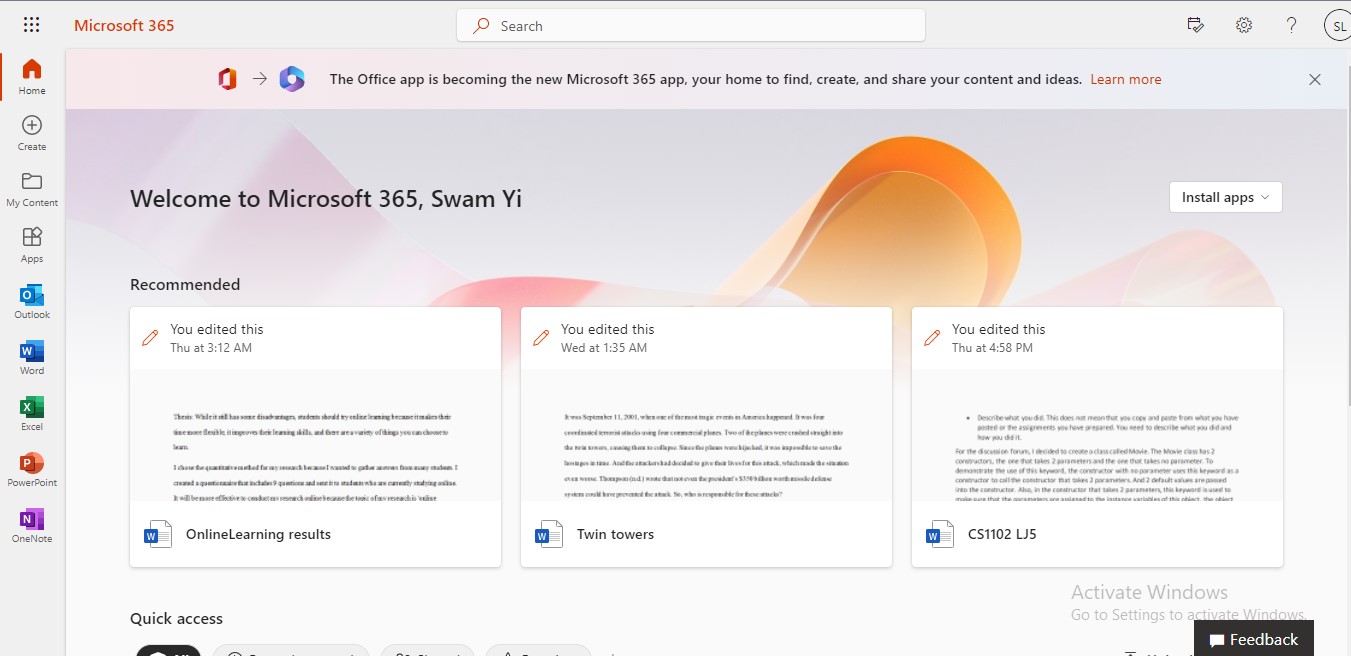 Microsoft 365
Search
SL
Home
Create
My Content
Apps
Outlook
Word
Excel
PowerPoint
OneNote
The Office app is becoming the new Microsoft 365 app, your home to find, create, and share your content and ideas. Learn more
Welcome to Microsoft 365, Swam Yi
Install apps
Recommended
You edited this
Thu at 3:12 AM
Thesis: While it still has some disadvantages, students should try online learning because it makes their
time more flexible, it improves their learning skills, and there are a variety of things you can choose to
learn.
I chose the quantitative method for my research because I wanted to gather answers from many students. I
created a questionnaire that includes 9 questions and sent it to students who are currently studying online.
It will be more effective to conduct my research online because the topic of my research is 'online
OnlineLearning results
You edited this
Wed at 1:35 AM
It was September 11, 2001, when one of the most tragic events in America happened. It was four
coordinated terrorist attacks using four commercial planes. Two of the planes were crashed straight into
the twin towers, causing them to collapse. Since the planes were hijacked, it was impossible to save the
hostages in time. And the attackers had decided to give their lives for this attack, which made the situation
even worse. Thompson (n.d.) wrote that not even the president's $350 billion worth missile defense
system could have prevented the attack. So, who is responsible for these attacks?
Twin towers
You edited this
Thu at 4:58 PM
• Describe what you did. This does not mean that you copy and paste from what you have
posted or the assignments you have prepared. You need to describe what you did and
how you did it.
For the discussion forum, I decided to create a class called Movie. The Movie class has 2
constructors, the one that takes 2 parameters and the one that takes no parameter. To
demonstrate the use of this keyword, the constructor with no parameter uses this keyword as
constructor to call the constructor that takes 2 parameters. And 2 default values are passed
into the constructor. Also, in the constructor that takes 2 parameters, this keyword is used to
make sure that the parameters are assigned to the instance variables of this object, the object
CS1102 LJ5
Quick access
Activate Windows
Go to Settings to activate Windows.
Feedback